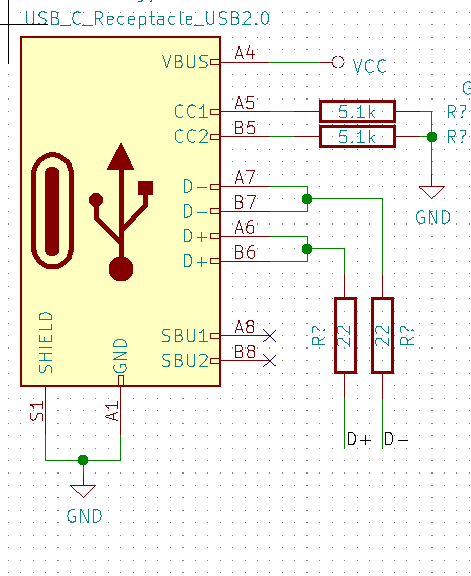 USB_C_Receptacle_USB2.0
VBUS A4 VCC
CC1 A5 5.1k R?
CC2 B5 5.1k R?
GND
D- A7
D- B7
D+ A6
D+ B6
R? 22 22 R?
SBU1 A8
SBU2 B8
SHIELD GND
S1 A1
D+ D-
GND